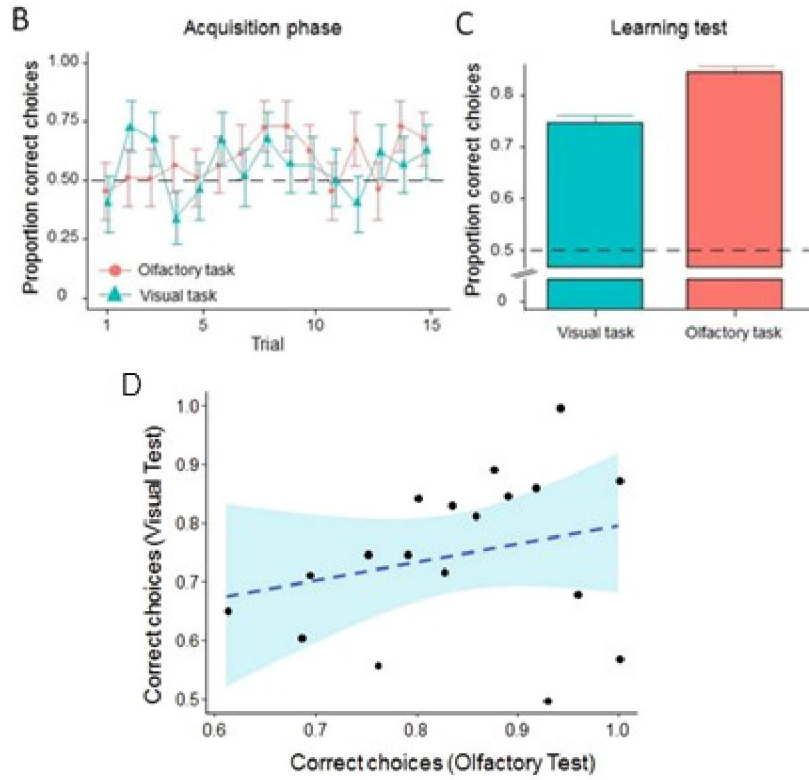 B
Acquisition phase
Proportion correct choices
1.00
0.75
0.50
0.25
0
Olfactory task
Visual task
1
5
10
15
Trial
C
Learning test
Proportion correct choices
0.8
0.7
0.6
0.5
0
Visual task
Olfactory task
D
Correct choices (Visual Test)
1.0
0.9
0.8
0.7
0.6
0.5
0.6
0.7
0.8
0.9
1.0
Correct choices (Olfactory Test)